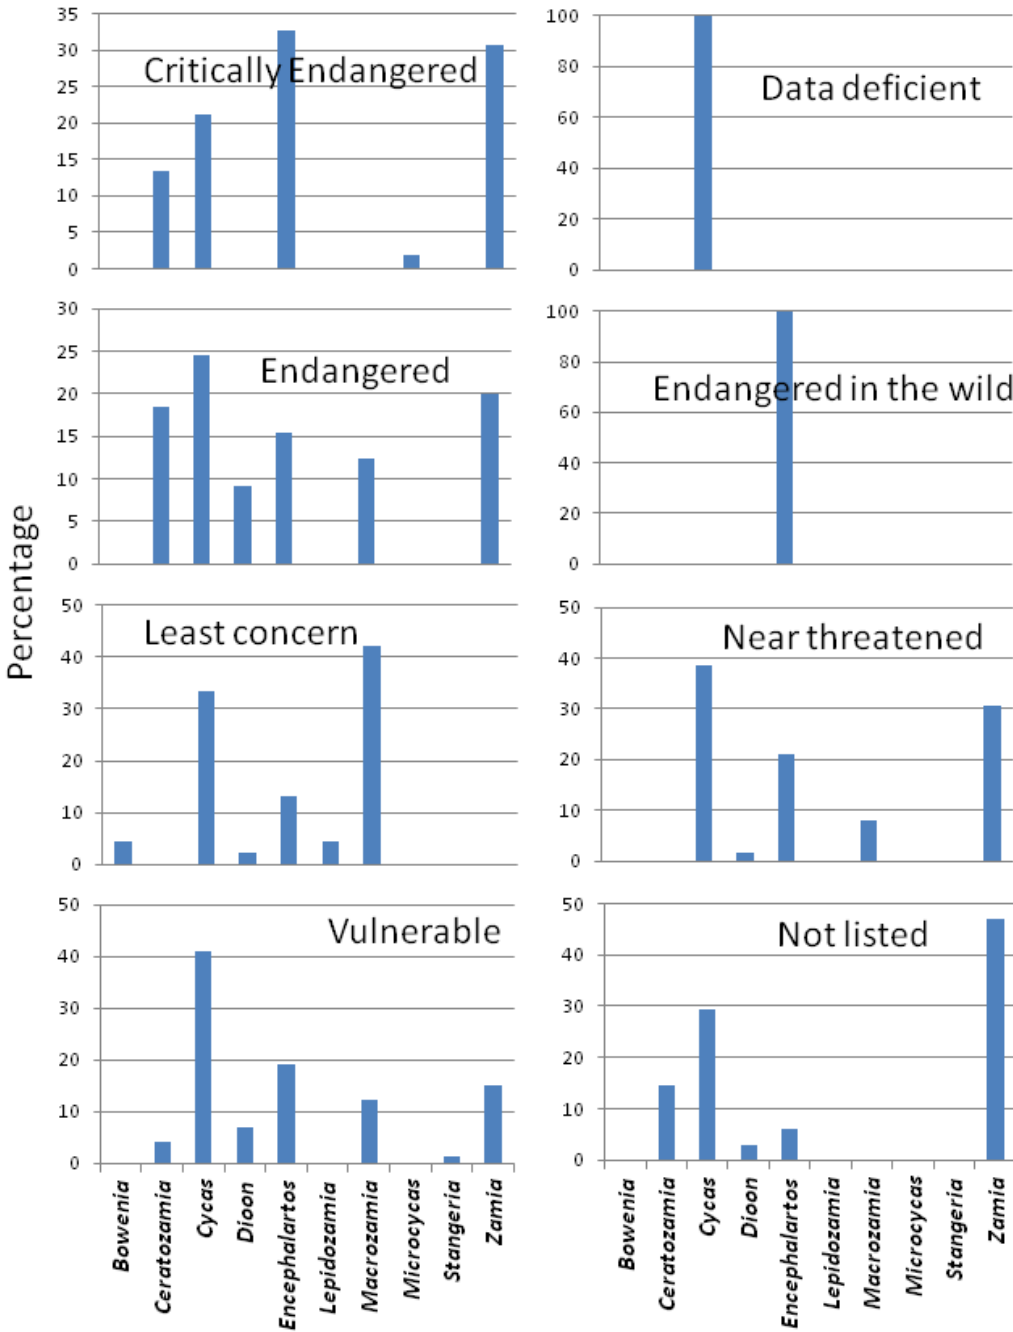 Percentage
35
30
25
20
15
10
5
0
Critically Endangered
100
80
60
40
20
0
Data deficient
30
25
20
15
10
5
0
Endangered
100
80
60
40
20
0
Endangered in the wild
50
40
30
20
10
0
Least concern
50
40
30
20
10
0
Near threatened
50
40
30
20
10
0
Vulnerable
50
40
30
20
10
0
Not listed
Bowenia
Ceratozamia
Cycas
Dioon
Encephalartos
Lepidozamia
Macrozamia
Microcycas
Stangeria
Zamia
Bowenia
Ceratozamia
Cycas
Dioon
Encephalartos
Lepidozamia
Macrozamia
Microcycas
Stangeria
Zamia